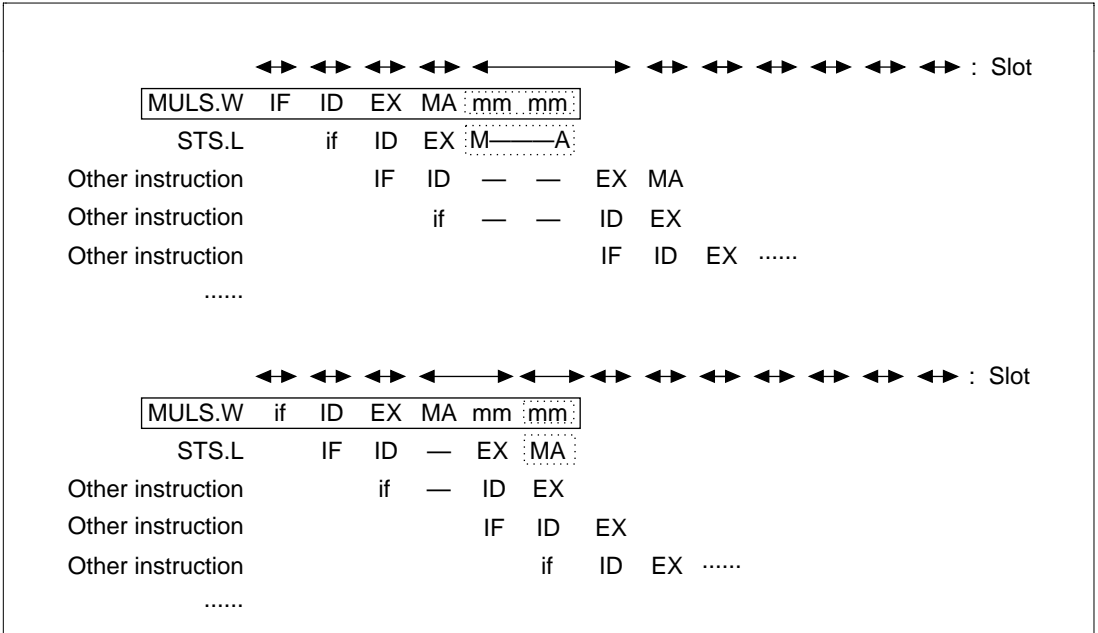 : Slot
MULS.W IF ID EX MA mm mm
STS.L if ID EX M———A
Other instruction IF ID — — EX MA
Other instruction if — — ID EX
Other instruction IF ID EX ······
······
: Slot
MULS.W if ID EX MA mm mm
STS.L IF ID — EX MA
Other instruction if — ID EX
Other instruction IF ID EX
Other instruction if ID EX ······
······